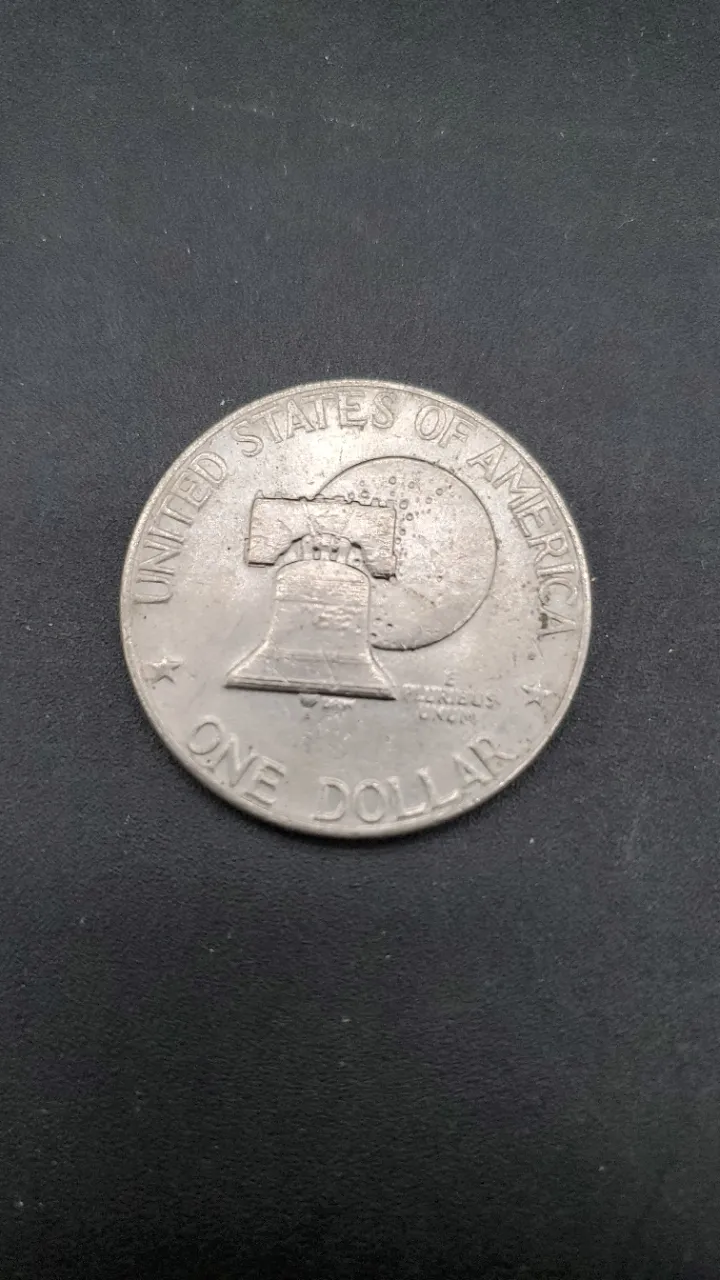 UNITED STATES OF AMERICA
E
PLURIBUS
UNUM
ONE DOLLAR